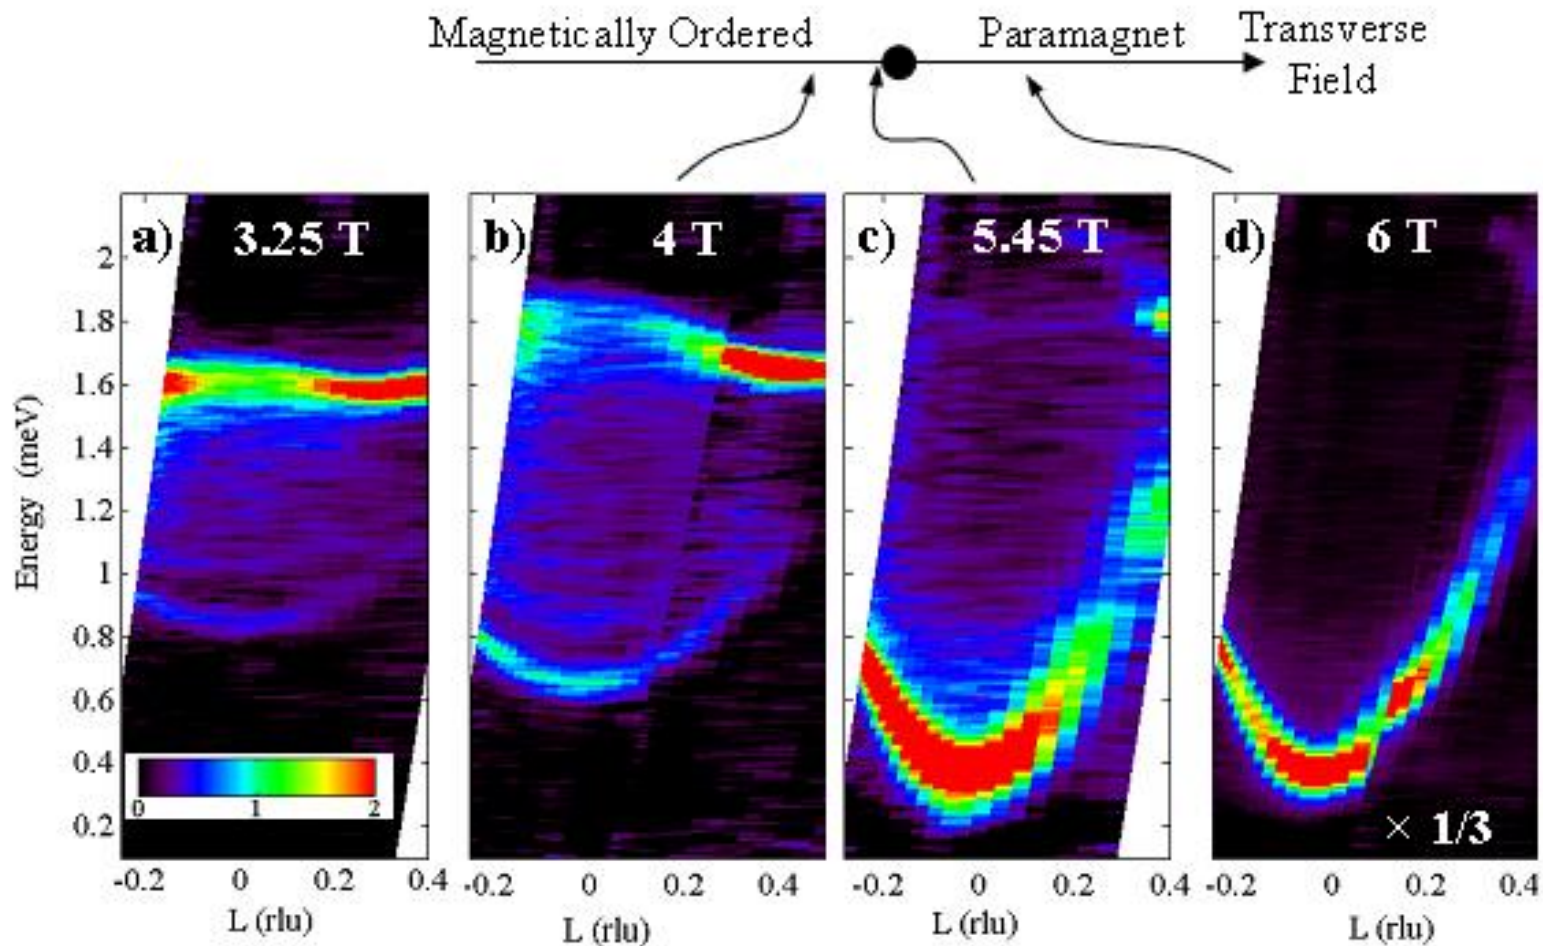 Magnetically Ordered
Paramagnet
Transverse
Field
a) 3.25 T
b) 4 T
c) 5.45 T
d) 6 T
Energy (meV)
2
1.8
1.6
1.4
1.2
1
0.8
0.6
0.4
0.2
0 1 2
× 1/3
-0.2 0 0.2 0.4
-0.2 0 0.2 0.4
-0.2 0 0.2 0.4
-0.2 0 0.2 0.4
L (rlu)
L (rlu)
L (rlu)
L (rlu)